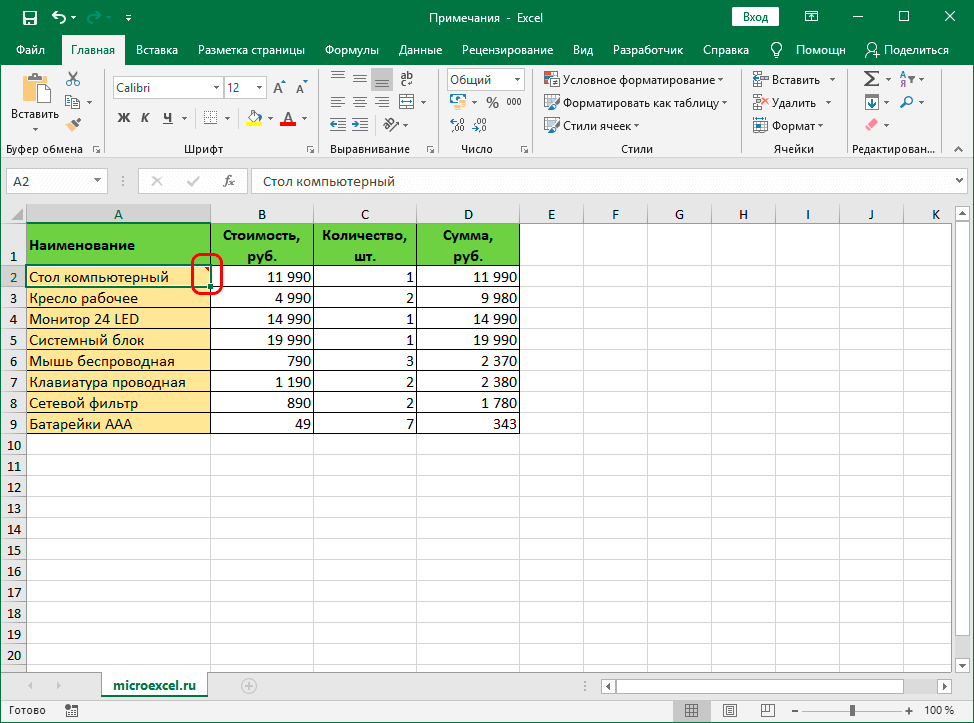 Примечания - Excel
Вход
Файл Главная Вставка Разметка страницы Формулы Данные Рецензирование Вид Разработчик Справка Помощн Поделиться
Вставить
Calibri 12
Ж К Ч
Общий
% 000
Условное форматирование
Форматировать как таблицу
Стили ячеек
Вставить
Удалить
Формат
Буфер обмена Шрифт Выравнивание Число Стили Ячейки Редактирован...
A2 fx Стол компьютерный
A B C D E F G H I J K
1 Наименование Стоимость, руб. Количество, шт. Сумма, руб.
2 Стол компьютерный 11 990 1 11 990
3 Кресло рабочее 4 990 2 9 980
4 Монитор 24 LED 14 990 1 14 990
5 Системный блок 19 990 1 19 990
6 Мышь беспроводная 790 3 2 370
7 Клавиатура проводная 1 190 2 2 380
8 Сетевой фильтр 890 2 1 780
9 Батарейки ААА 49 7 343
10
11
12
13
14
15
16
17
18
19
20
microexcel.ru
Готово 100 %